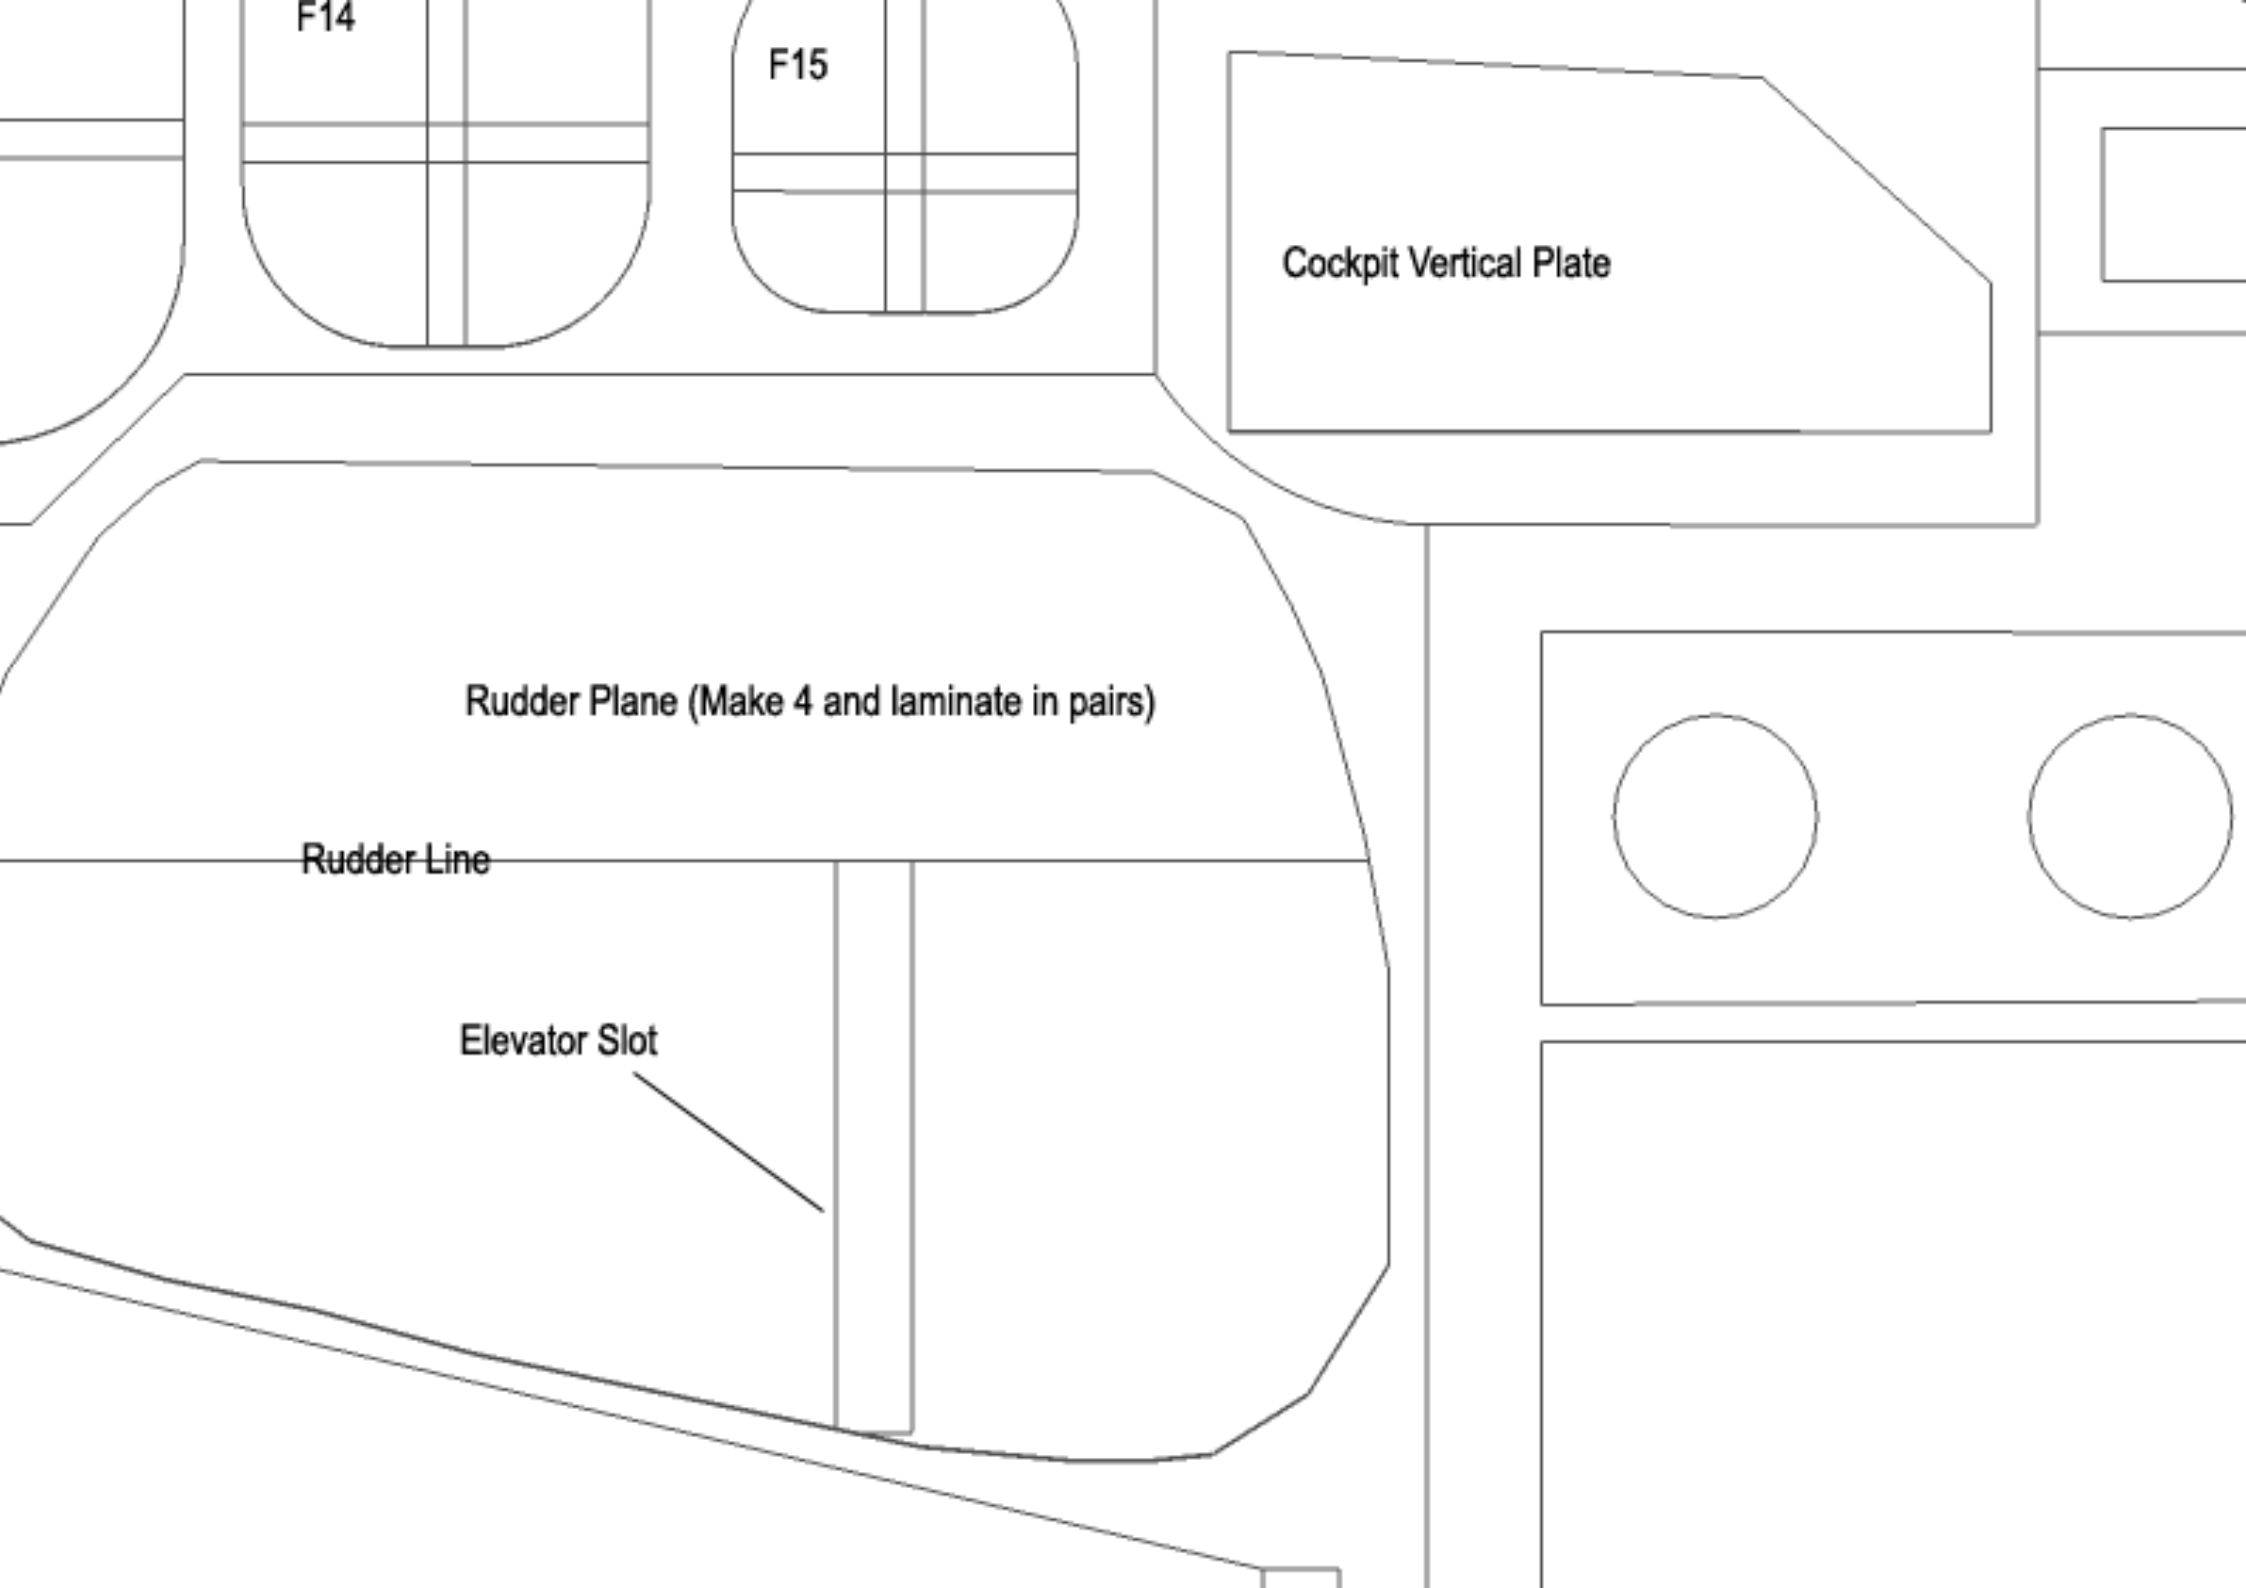 F14
F15
Cockpit Vertical Plate
Rudder Plane (Make 4 and laminate in pairs)
Rudder Line
Elevator Slot